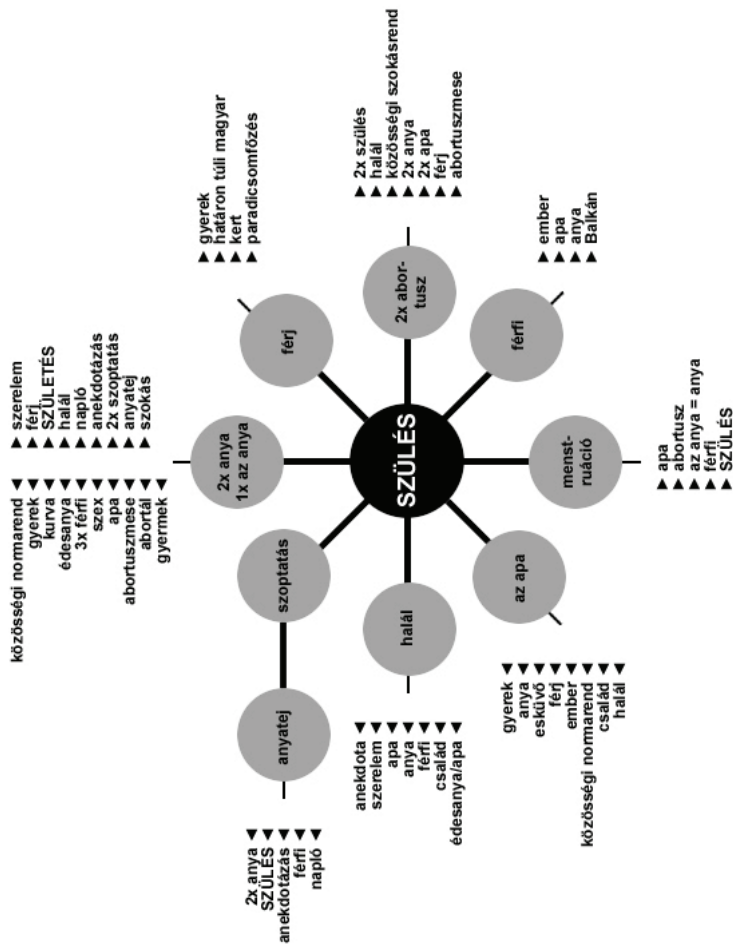 közösségi normarend
gyerek
kurva
édesanya
3x férfi
szex
apa
abortuszmese
abortál
gyermek
szerelem
férj
SZÜLETÉS
halál
napló
anekdotázás
2x szoptatás
anyatej
szokás
gyerek
határon túli magyar
kert
paradicsomfőzés
2x szülés
halál
közösségi szokásrend
2x anya
2x apa
férj
abortuszmese
ember
apa
anya
Balkán
apa
abortusz
az anya = anya
férfi
SZÜLÉS
gyerek
anya
esküvő
férj
ember
közösségi normarend
család
halál
anekdota
szerelem
apa
anya
férfi
család
édesanya/apa
2x anya
SZÜLÉS
anekdotázás
férfi
napló
SZÜLÉS
2x anya
1x az anya
férj
2x abor-
tusz
férfi
menst-
ruáció
az apa
halál
szoptatás
anyatej